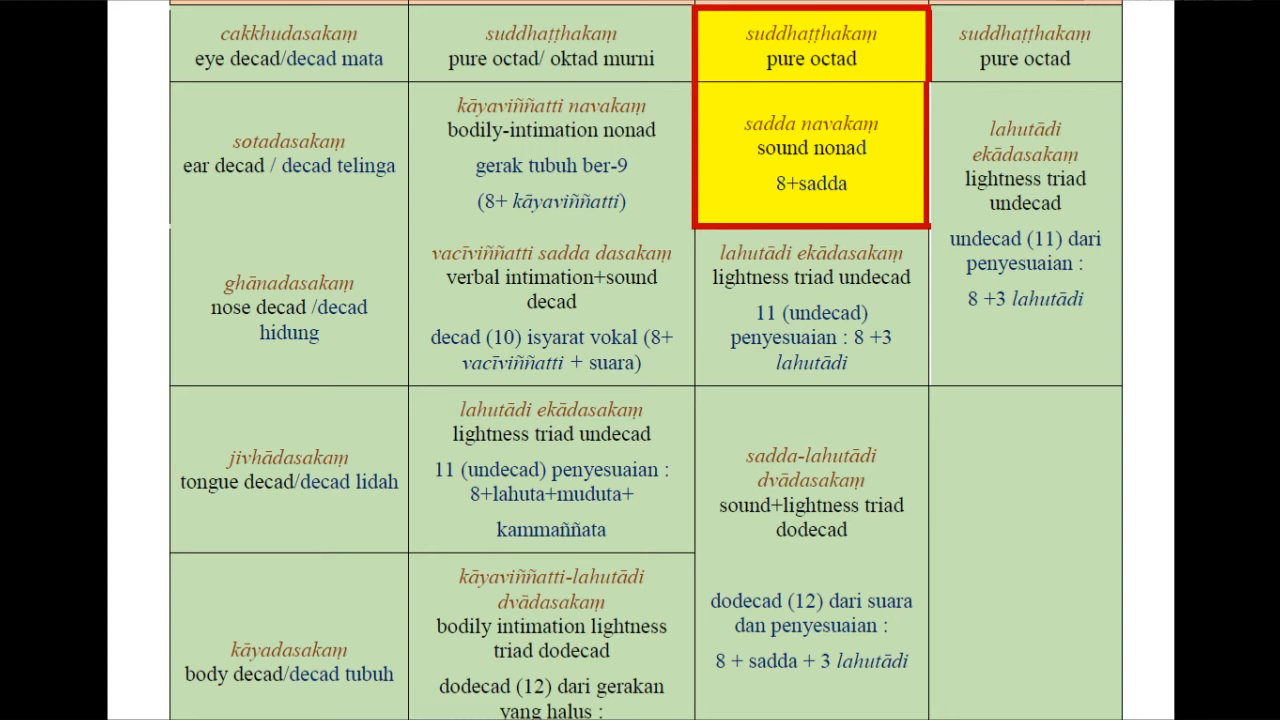 cakkhudasakaṃ
eye decad/decad mata
suddhaṭṭhakaṃ
pure octad/ oktad murni
suddhaṭṭhakaṃ
pure octad
suddhaṭṭhakaṃ
pure octad
sotadasakaṃ
ear decad / decad telinga
kāyaviññatti navakaṃ
bodily-intimation nonad
gerak tubuh ber-9
(8+ kāyaviññatti)
sadda navakaṃ
sound nonad
8+sadda
lahutādi
ekādasakaṃ
lightness triad
undecad
undecad (11) dari
penyesuaian :
8 +3 lahutādi
ghānadasakaṃ
nose decad /decad
hidung
vacīviññatti sadda dasakaṃ
verbal intimation+sound
decad
decad (10) isyarat vokal (8+
vacīviññatti + suara)
lahutādi ekādasakaṃ
lightness triad undecad
11 (undecad)
penyesuaian : 8 +3
lahutādi
jivhādasakaṃ
tongue decad/decad lidah
lahutādi ekādasakaṃ
lightness triad undecad
11 (undecad) penyesuaian :
8+lahuta+muduta+
kammaññata
sadda-lahutādi
dvādasakaṃ
sound+lightness triad
dodecad
dodecad (12) dari suara
dan penyesuaian :
8 + sadda + 3 lahutādi
kāyadasakaṃ
body decad/decad tubuh
kāyaviññatti-lahutādi
dvādasakaṃ
bodily intimation lightness
triad dodecad
dodecad (12) dari gerakan
yang halus :